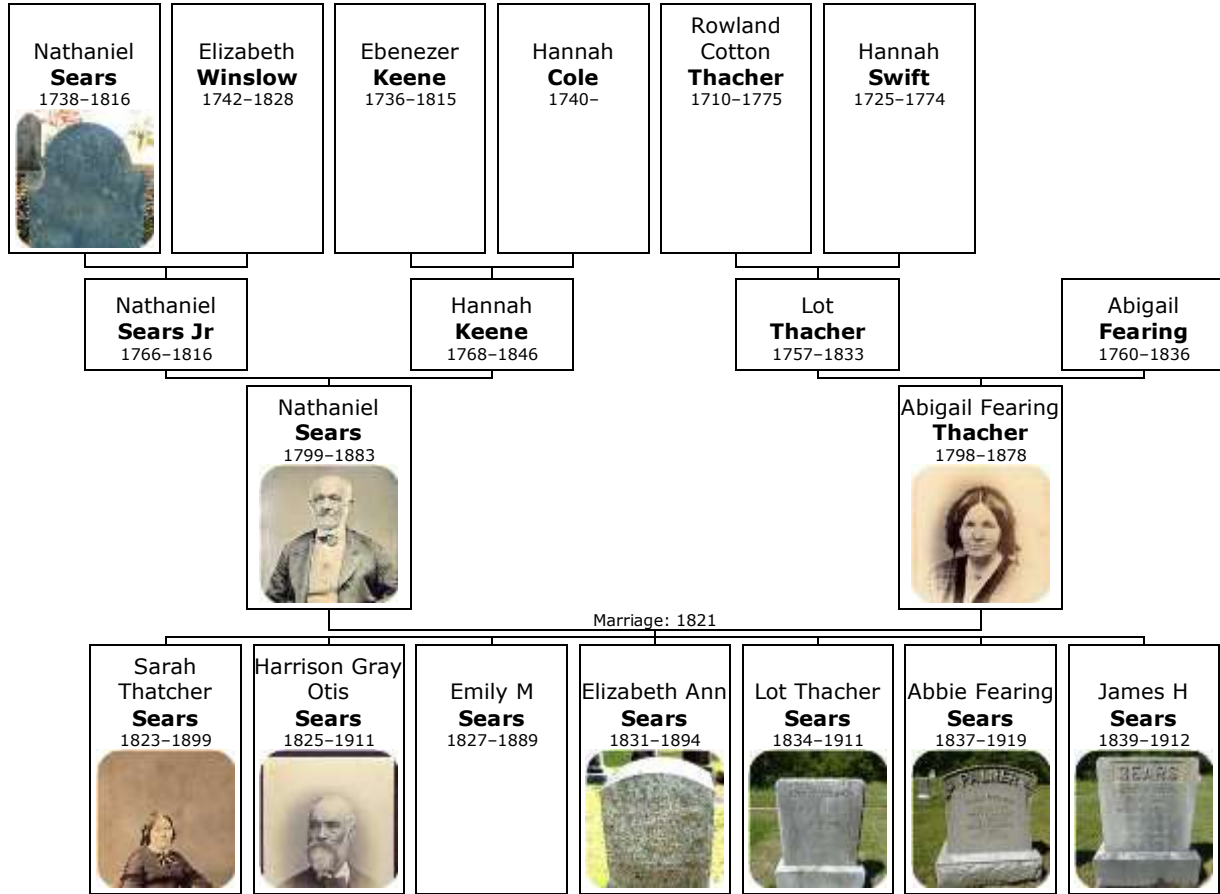 Nathaniel
Sears
1738–1816
Elizabeth
Winslow
1742–1828
Ebenezer
Keene
1736–1815
Hannah
Cole
1740–
Rowland
Cotton
Thacher
1710–1775
Hannah
Swift
1725–1774
Nathaniel
Sears Jr
1766–1816
Hannah
Keene
1768–1846
Lot
Thacher
1757–1833
Abigail
Fearing
1760–1836
Nathaniel
Sears
1799–1883
Abigail Fearing
Thacher
1798–1878
Marriage: 1821
Sarah
Thatcher
Sears
1823–1899
Harrison Gray
Otis
Sears
1825–1911
Emily M
Sears
1827–1889
Elizabeth Ann
Sears
1831–1894
Lot Thacher
Sears
1834–1911
Abbie Fearing
Sears
1837–1919
PALMER
James H
Sears
1839–1912
SEARS